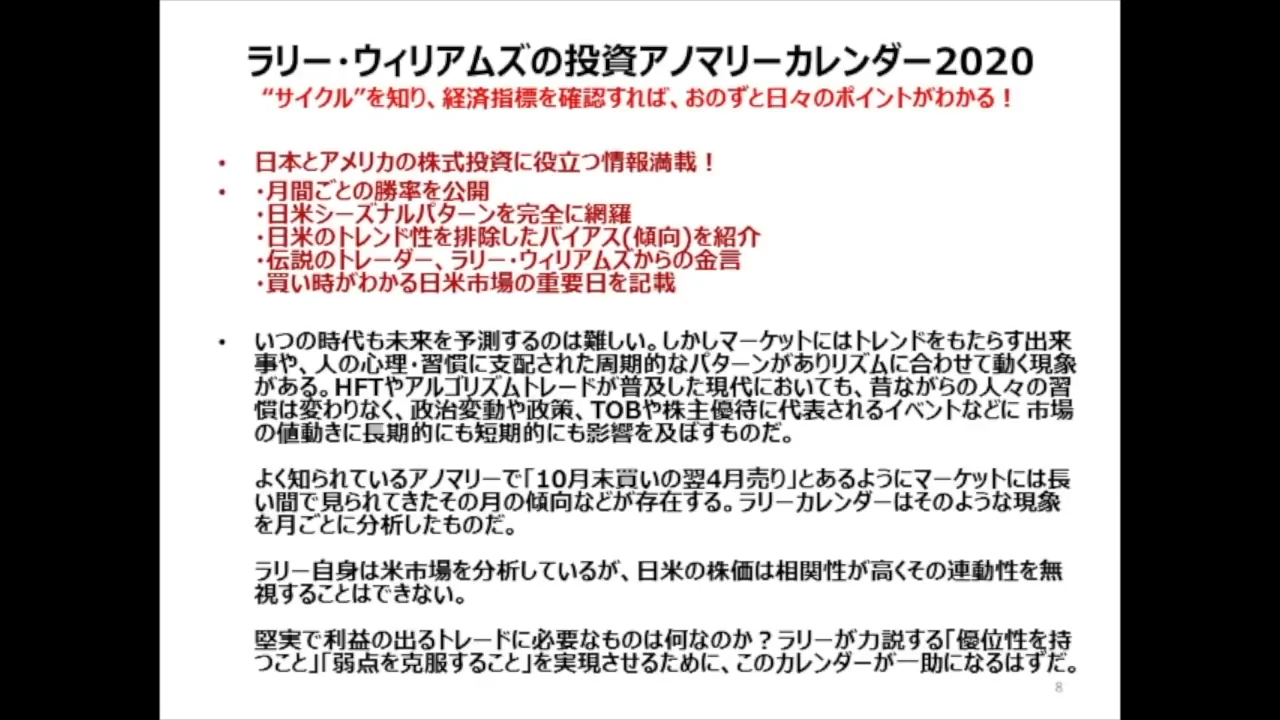 ラリー・ウィリアムズの投資アノマリーカレンダー2020
“サイクル”を知り、経済指標を確認すれば、おのずと日々のポイントがわかる！
• 日本とアメリカの株式投資に役立つ情報満載！
• ・月間ごとの勝率を公開
・日米シーズナルパターンを完全に網羅
・日米のトレンド性を排除したバイアス(傾向)を紹介
・伝説のトレーダー、ラリー・ウィリアムズからの金言
・買い時がわかる日米市場の重要日を記載
• いつの時代も未来を予測するのは難しい。しかしマーケットにはトレンドをもたらす出来
事や、人の心理・習慣に支配された周期的なパターンがありリズムに合わせて動く現象
がある。HFTやアルゴリズムトレードが普及した現代においても、昔ながらの人々の習
慣は変わりなく、政治変動や政策、TOBや株主優待に代表されるイベントなどに 市場
の値動きに長期的にも短期的にも影響を及ぼすものだ。
よく知られているアノマリーで「10月末買いの翌4月売り」とあるようにマーケットには長
い間で見られてきたその月の傾向などが存在する。ラリーカレンダーはそのような現象
を月ごとに分析したものだ。
ラリー自身は米市場を分析しているが、日米の株価は相関性が高くその連動性を無
視することはできない。
堅実で利益の出るトレードに必要なものは何なのか？ラリーが力説する「優位性を持
つこと」「弱点を克服すること」を実現させるために、このカレンダーが一助になるはずだ。
8